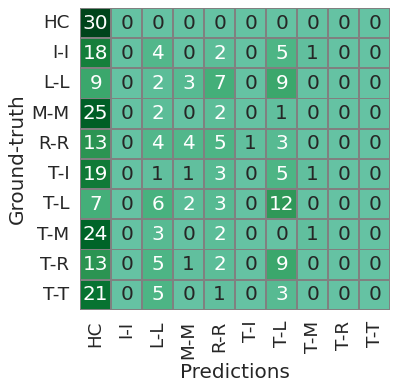 HC 30 0 0 0 0 0 0 0 0 0
I-I 18 0 4 0 2 0 5 1 0 0
L-L 9 0 2 3 7 0 9 0 0 0
M-M 25 0 2 0 2 0 1 0 0 0
R-R 13 0 4 4 5 1 3 0 0 0
T-I 19 0 1 1 3 0 5 1 0 0
T-L 7 0 6 2 3 0 12 0 0 0
T-M 24 0 3 0 2 0 0 1 0 0
T-R 13 0 5 1 2 0 9 0 0 0
T-T 21 0 5 0 1 0 3 0 0 0
HC I-I L-L M-M R-R T-I T-L T-M T-R T-T
Predictions
Ground-truth